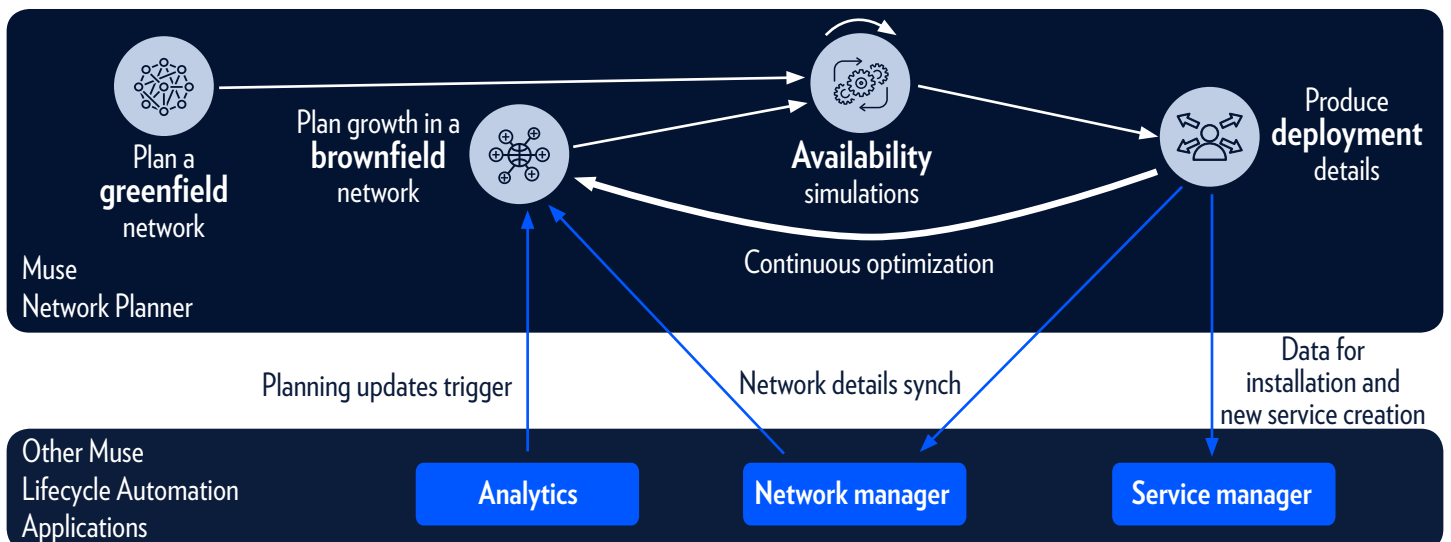 Plan a
greenfield
network
Plan growth in a
brownfield
network
Availability
simulations
Produce
deployment
details
Continuous optimization
Muse
Network Planner
Planning updates trigger
Network details synch
Data for
installation and
new service creation
Other Muse
Lifecycle Automation
Applications
Analytics
Network manager
Service manager